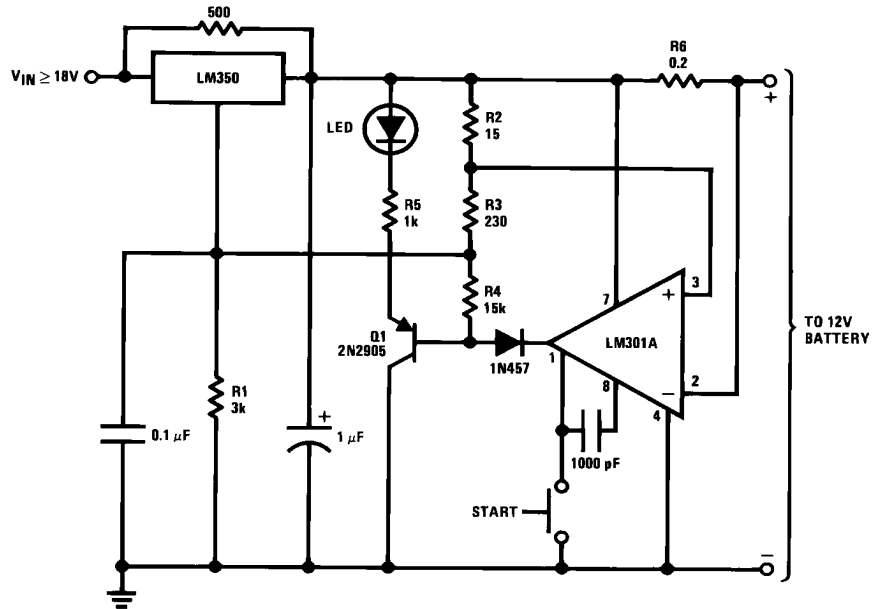 500
V_IN ≥ 18V
LM350
R6
0.2
+
LED
R2
15
R5
1k
R3
230
R4
15k
7
+
3
TO 12V
BATTERY
Q1
2N2905
1N457
1
LM301A
8
−
2
4
R1
3k
0.1 μF
+
1 μF
1000 pF
START
−